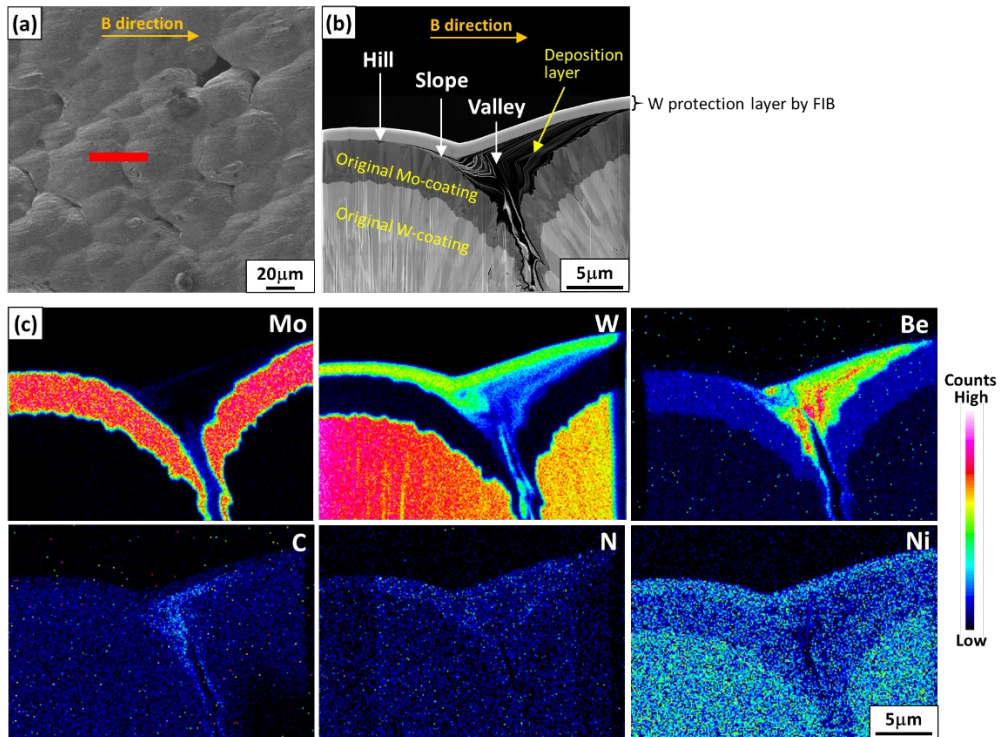 (a)
B direction
20μm
(b)
B direction
Hill
Slope
Valley
Deposition
layer
W protection layer by FIB
Original Mo-coating
Original W-coating
5μm
(c)
Mo
W
Be
Counts
High
C
N
Ni
Low
5μm